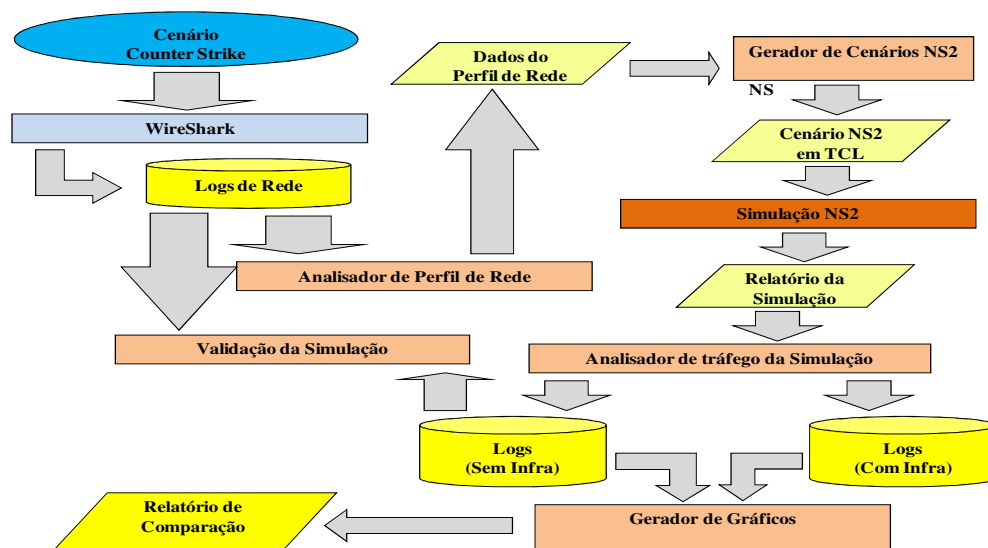 Cenário
Counter Strike
WireShark
Logs de Rede
Analisador de Perfil de Rede
Dados do
Perfil de Rede
Gerador de Cenários NS2
NS
Cenário NS2
em TCL
Simulação NS2
Relatório da
Simulação
Analisador de tráfego da Simulação
Validação da Simulação
Logs
(Sem Infra)
Logs
(Com Infra)
Gerador de Gráficos
Relatório de
Comparação